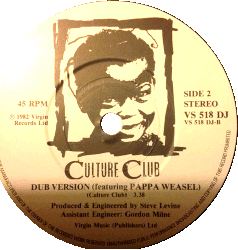 45 RPM
SIDE 2
STEREO
℗ 1982 Virgin
Records Ltd
VS 518 DJ
VS 518 DJ-B
CULTURE CLUB
DUB VERSION (featuring PAPPA WEASEL)
(Culture Club) 3.38
Produced & Engineered by Steve Levine
Assistant Engineer: Gordon Milne
Virgin Music (Publishers) Ltd